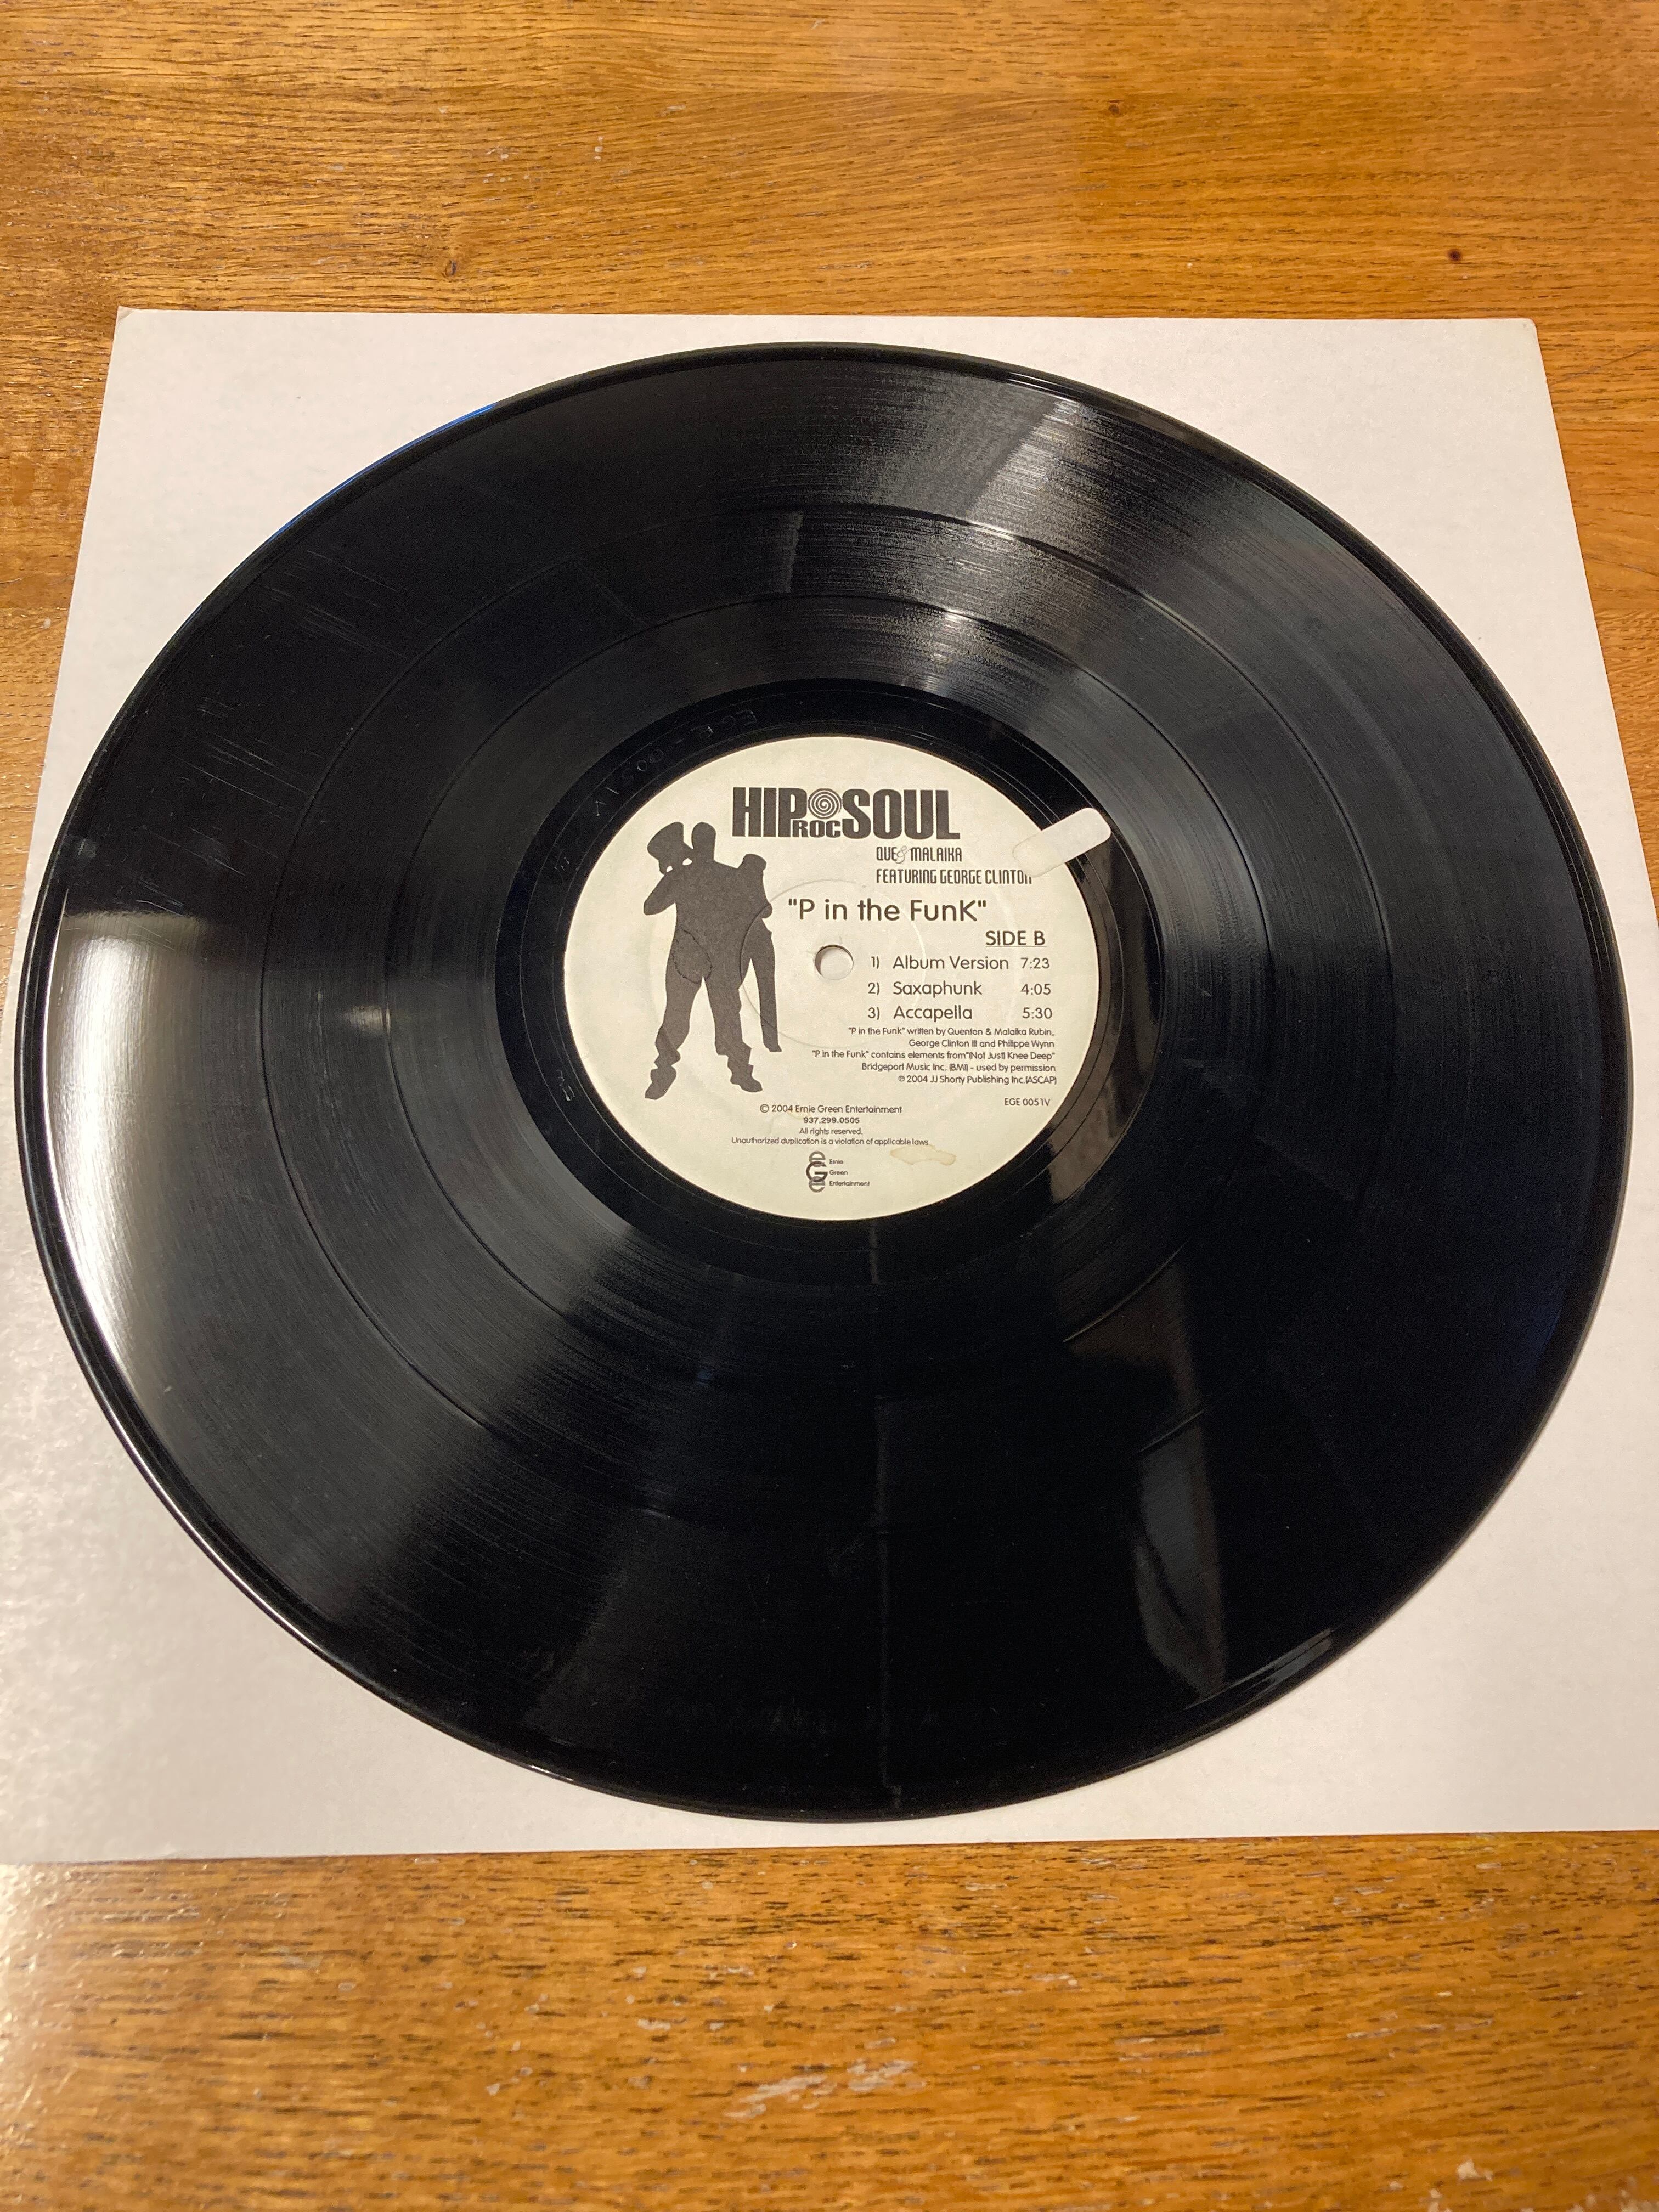 HIP ROC SOUL
QUE & MALAIKA
FEATURING GEORGE CLINTON
"P in the FunK"
SIDE B
1) Album Version 7:23
2) Saxaphunk 4:05
3) Accapella 5:30
"P in the Funk" written by Quenton & Malaika Rubin,
George Clinton III and Philippe Wynn
"P in the Funk" contains elements from "(Not Just) Knee Deep"
Bridgeport Music Inc. (BMI) - used by permission
℗ 2004 JJ Shorty Publishing Inc. (ASCAP)
EGE 0051V
© 2004 Ernie Green Entertainment
937.299.0505
All rights reserved.
Unauthorized duplication is a violation of applicable laws.
ege
Ernie
Green
Entertainment